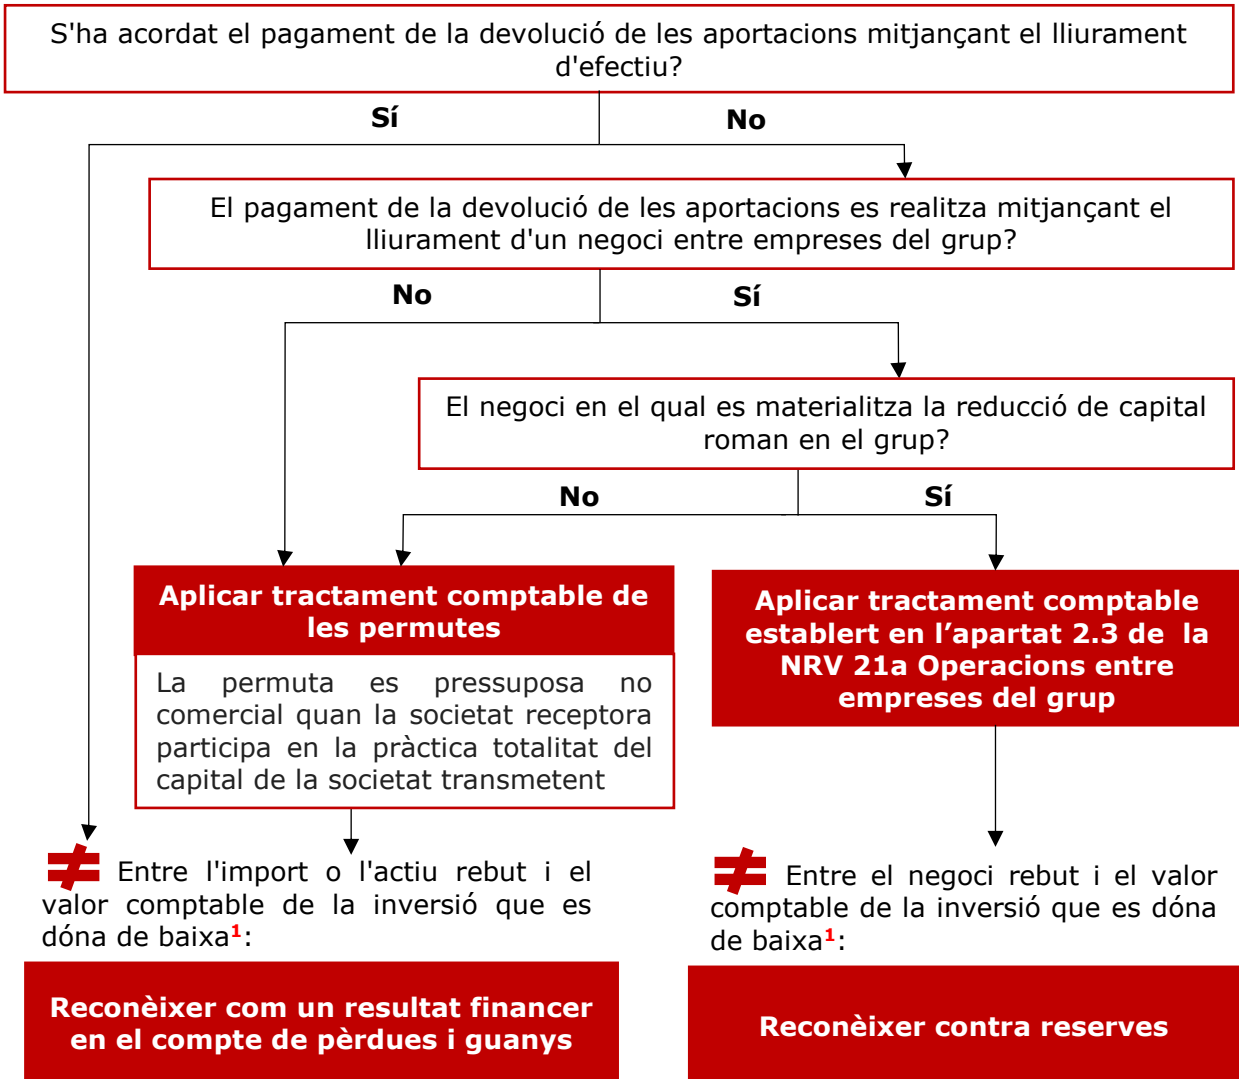 S'ha acordat el pagament de la devolució de les aportacions mitjançant el lliurament
d'efectiu?
Sí
No
El pagament de la devolució de les aportacions es realitza mitjançant el
lliurament d'un negoci entre empreses del grup?
No
Sí
El negoci en el qual es materialitza la reducció de capital
roman en el grup?
No
Sí
Aplicar tractament comptable de
les permutes
La permuta es pressuposa no
comercial quan la societat receptora
participa en la pràctica totalitat del
capital de la societat transmetent
Aplicar tractament comptable
establert en l’apartat 2.3 de la
NRV 21a Operacions entre
empreses del grup
≠ Entre l'import o l'actiu rebut i el
valor comptable de la inversió que es
dóna de baixa¹:
Reconèixer com un resultat financer
en el compte de pèrdues i guanys
≠ Entre el negoci rebut i el valor
comptable de la inversió que es dóna
de baixa¹:
Reconèixer contra reserves